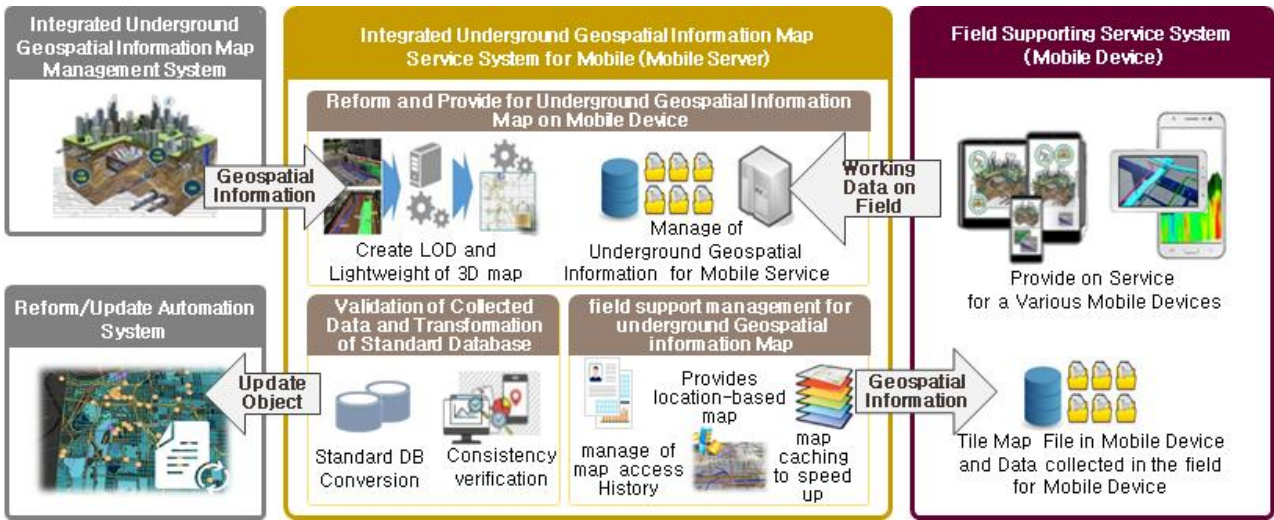 Integrated Underground
Geospatial Information Map
Management System
Geospatial
Information
Reform/Update Automation
System
Update
Object
Integrated Underground Geospatial Information Map
Service System for Mobile (Mobile Server)
Reform and Provide for Underground Geospatial Information
Map on Mobile Device
Create LOD and
Lightweight of 3D map
Manage of
Underground Geospatial
Information for Mobile Service
Working
Data on
Field
Validation of Collected
Data and Transformation
of Standard Database
Standard DB
Conversion
Consistency
verification
field support management for
underground Geospatial
information Map
manage of
map access
History
Provides
location-based
map
map
caching
to speed
up
Geospatial
Information
Field Supporting Service System
(Mobile Device)
Provide on Service
for a Various Mobile Devices
Tile Map File in Mobile Device
and Data collected in the field
for Mobile Device